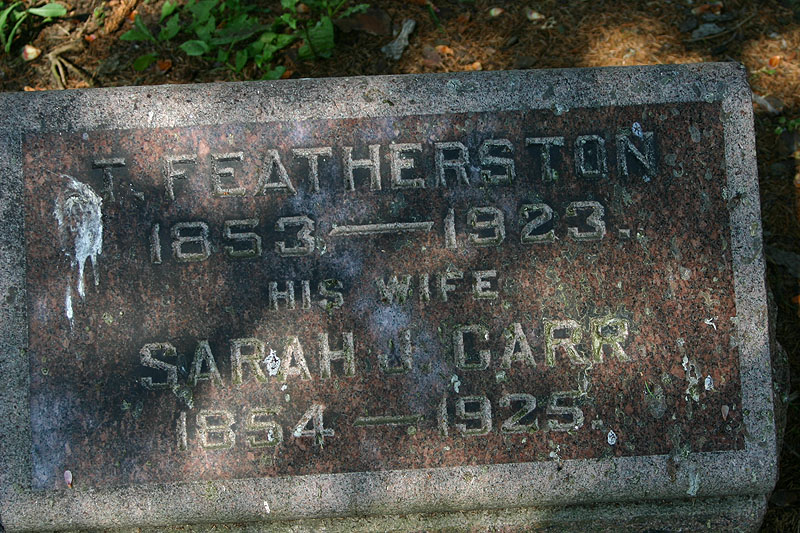 T. FEATHERSTON
1853 — 1923.
HIS WIFE
SARAH J. CARR
1854 — 1925.